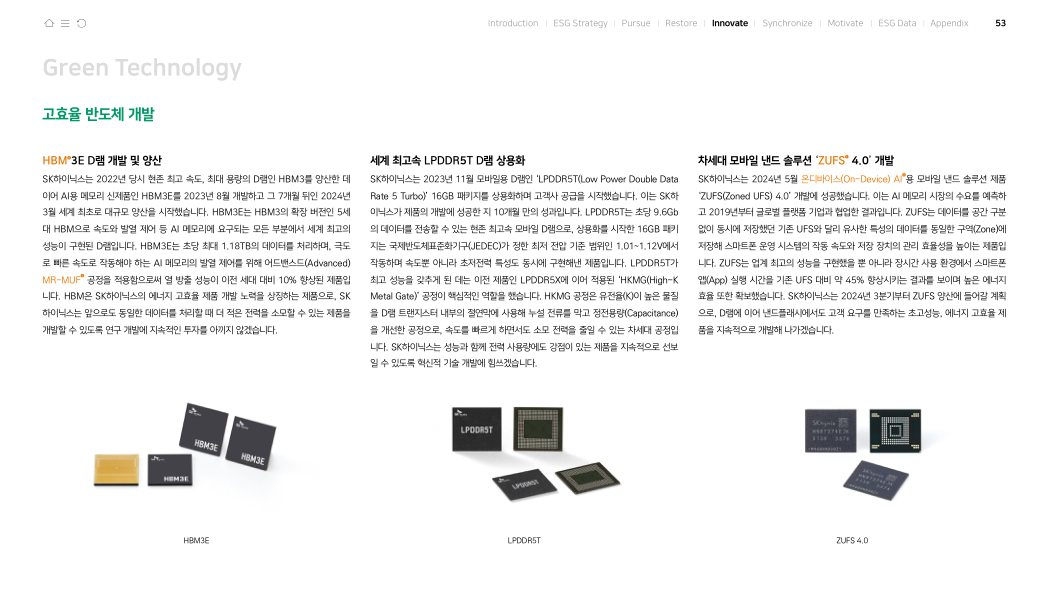 Introduction | ESG Strategy | Pursue | Restore | Innovate | Synchronize | Motivate | ESG Data | Appendix 53
Green Technology
고효율 반도체 개발
HBM®3E D램 개발 및 양산
SK하이닉스는 2022년 당시 현존 최고 속도, 최대 용량의 D램인 HBM3를 양산한 데
이어 AI용 메모리 신제품인 HBM3E를 2023년 8월 개발하고 그 7개월 뒤인 2024년
3월 세계 최초로 대규모 양산을 시작했습니다. HBM3E는 HBM3의 확장 버전인 5세
대 HBM으로 속도와 발열 제어 등 AI 메모리에 요구되는 모든 부분에서 세계 최고의
성능이 구현된 D램입니다. HBM3E는 초당 최대 1.18TB의 데이터를 처리하며, 극도
로 빠른 속도로 작동해야 하는 AI 메모리의 발열 제어를 위해 어드밴스드(Advanced)
MR-MUF® 공정을 적용함으로써 열 방출 성능이 이전 세대 대비 10% 향상된 제품입
니다. HBM은 SK하이닉스의 에너지 고효율 제품 개발 노력을 상징하는 제품으로, SK
하이닉스는 앞으로도 동일한 데이터를 처리할 때 더 적은 전력을 소모할 수 있는 제품을
개발할 수 있도록 연구 개발에 지속적인 투자를 아끼지 않겠습니다.
세계 최고속 LPDDR5T D램 상용화
SK하이닉스는 2023년 11월 모바일용 D램인 ‘LPDDR5T(Low Power Double Data
Rate 5 Turbo)’ 16GB 패키지를 상용화하며 고객사 공급을 시작했습니다. 이는 SK하
이닉스가 제품의 개발에 성공한 지 10개월 만의 성과입니다. LPDDR5T는 초당 9.6Gb
의 데이터를 전송할 수 있는 현존 최고속 모바일 D램으로, 상용화를 시작한 16GB 패키
지는 국제반도체표준화기구(JEDEC)가 정한 최저 전압 기준 범위인 1.01~1.12V에서
작동하며 속도뿐 아니라 초저전력 특성도 동시에 구현해낸 제품입니다. LPDDR5T가
최고 성능을 갖추게 된 데는 이전 제품인 LPDDR5X에 이어 적용된 ‘HKMG(High-K
Metal Gate)’ 공정이 핵심적인 역할을 했습니다. HKMG 공정은 유전율(K)이 높은 물질
을 D램 트랜지스터 내부의 절연막에 사용해 누설 전류를 막고 정전용량(Capacitance)
을 개선한 공정으로, 속도를 빠르게 하면서도 소모 전력을 줄일 수 있는 차세대 공정입
니다. SK하이닉스는 성능과 함께 전력 사용량에도 강점이 있는 제품을 지속적으로 선보
일 수 있도록 혁신적 기술 개발에 힘쓰겠습니다.
차세대 모바일 낸드 솔루션 ‘ZUFS® 4.0’ 개발
SK하이닉스는 2024년 5월 온디바이스(On-Device) AI®용 모바일 낸드 솔루션 제품
‘ZUFS(Zoned UFS) 4.0’ 개발에 성공했습니다. 이는 AI 메모리 시장의 수요를 예측하
고 2019년부터 글로벌 플랫폼 기업과 협업한 결과입니다. ZUFS는 데이터를 공간 구분
없이 동시에 저장했던 기존 UFS와 달리 유사한 특성의 데이터를 동일한 구역(Zone)에
저장해 스마트폰 운영 시스템의 작동 속도와 저장 장치의 관리 효율성을 높이는 제품입
니다. ZUFS는 업계 최고의 성능을 구현했을 뿐 아니라 장시간 사용 환경에서 스마트폰
앱(App) 실행 시간을 기존 UFS 대비 약 45% 향상시키는 결과를 보이며 높은 에너지
효율 또한 확보했습니다. SK하이닉스는 2024년 3분기부터 ZUFS 양산에 들어갈 계획
으로, D램에 이어 낸드플래시에서도 고객 요구를 만족하는 초고성능, 에너지 고효율 제
품을 지속적으로 개발해 나가겠습니다.
HBM3E
HBM3E
HBM3E
LPDDR5T
LPDDR5T
HBM3E
LPDDR5T
ZUFS 4.0